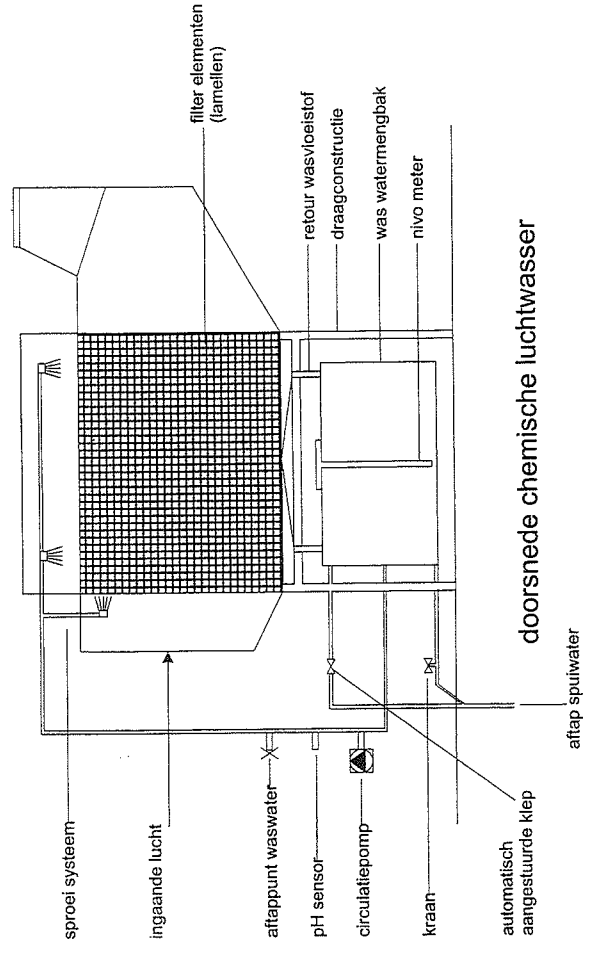 filter elementen
(lamellen)
retour wasvloeistof
draagconstructie
was watermengbak
nivo meter
sproei systeem
ingaande lucht
aftappunt waswater
pH sensor
circulatiepomp
kraan
automatisch
aangestuurde klep
aftap spuiwater
doorsnede chemische luchtwasser